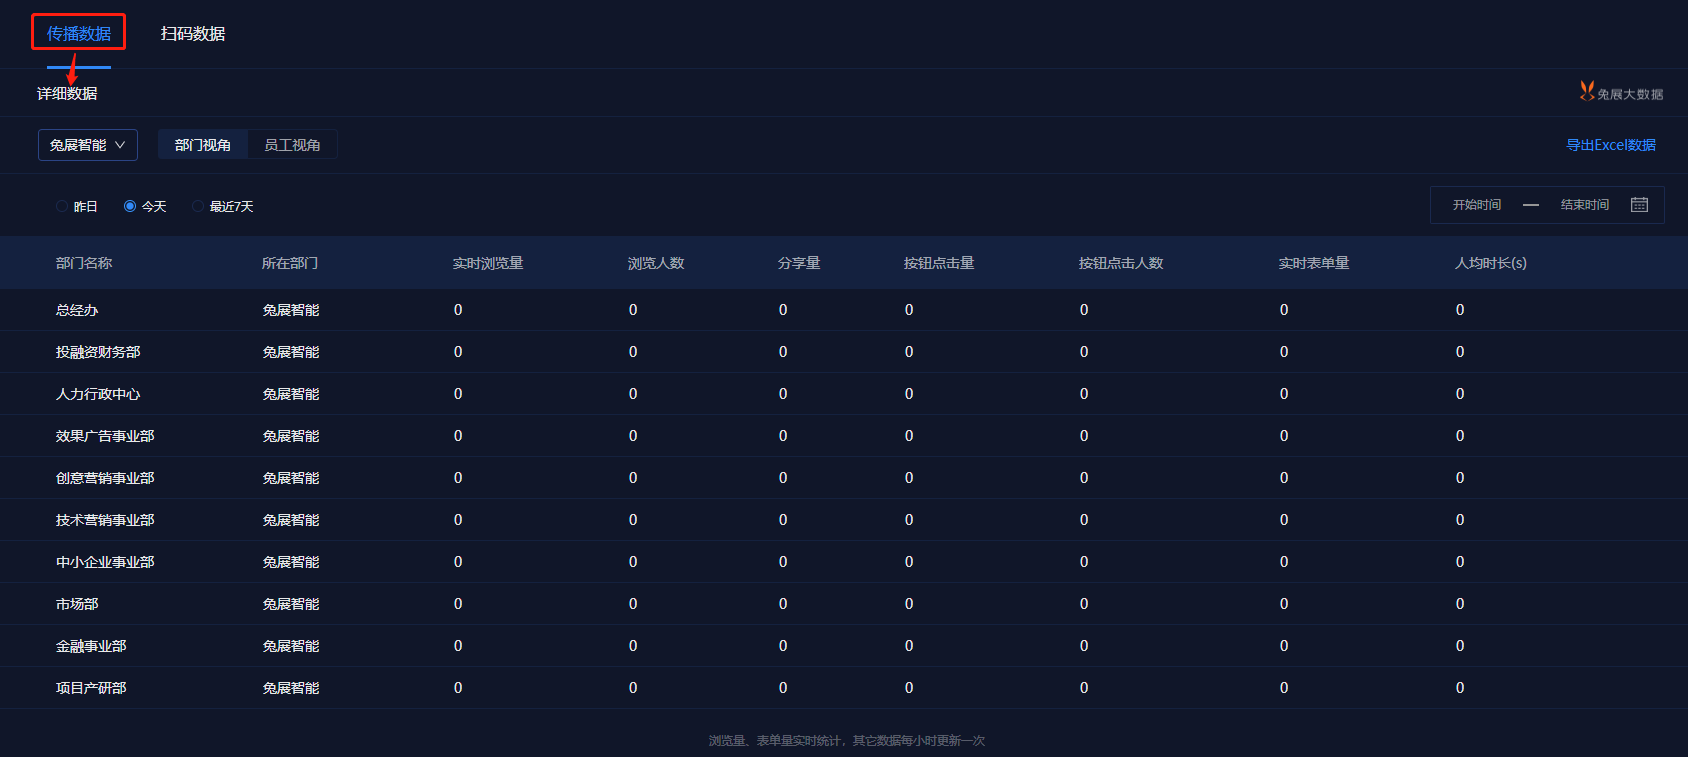 传播数据 扫码数据
详细数据 兔展大数据
兔展智能 部门视角 员工视角 导出Excel数据
昨日 今天 最近7天 开始时间 — 结束时间
部门名称 所在部门 实时浏览量 浏览人数 分享量 按钮点击量 按钮点击人数 实时表单量 人均时长(s)
总经办 兔展智能 0 0 0 0 0 0 0
投融资财务部 兔展智能 0 0 0 0 0 0 0
人力行政中心 兔展智能 0 0 0 0 0 0 0
效果广告事业部 兔展智能 0 0 0 0 0 0 0
创意营销事业部 兔展智能 0 0 0 0 0 0 0
技术营销事业部 兔展智能 0 0 0 0 0 0 0
中小企业事业部 兔展智能 0 0 0 0 0 0 0
市场部 兔展智能 0 0 0 0 0 0 0
金融事业部 兔展智能 0 0 0 0 0 0 0
项目产研部 兔展智能 0 0 0 0 0 0 0
浏览量、表单量实时统计，其它数据每小时更新一次